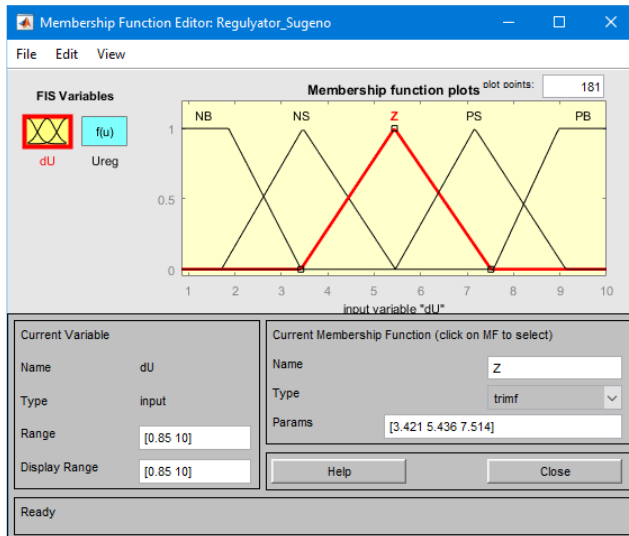 Membership Function Editor: Regulyator_Sugeno
File Edit View
FIS Variables
f(u)
dU Ureg
Membership function plots plot points: 181
NB NS Z PS PB
1
0.5
0
1 2 3 4 5 6 7 8 9 10
input variable "dU"
Current Variable
Name dU
Type input
Range [0.85 10]
Display Range [0.85 10]
Current Membership Function (click on MF to select)
Name Z
Type trimf
Params [3.421 5.436 7.514]
Help Close
Ready